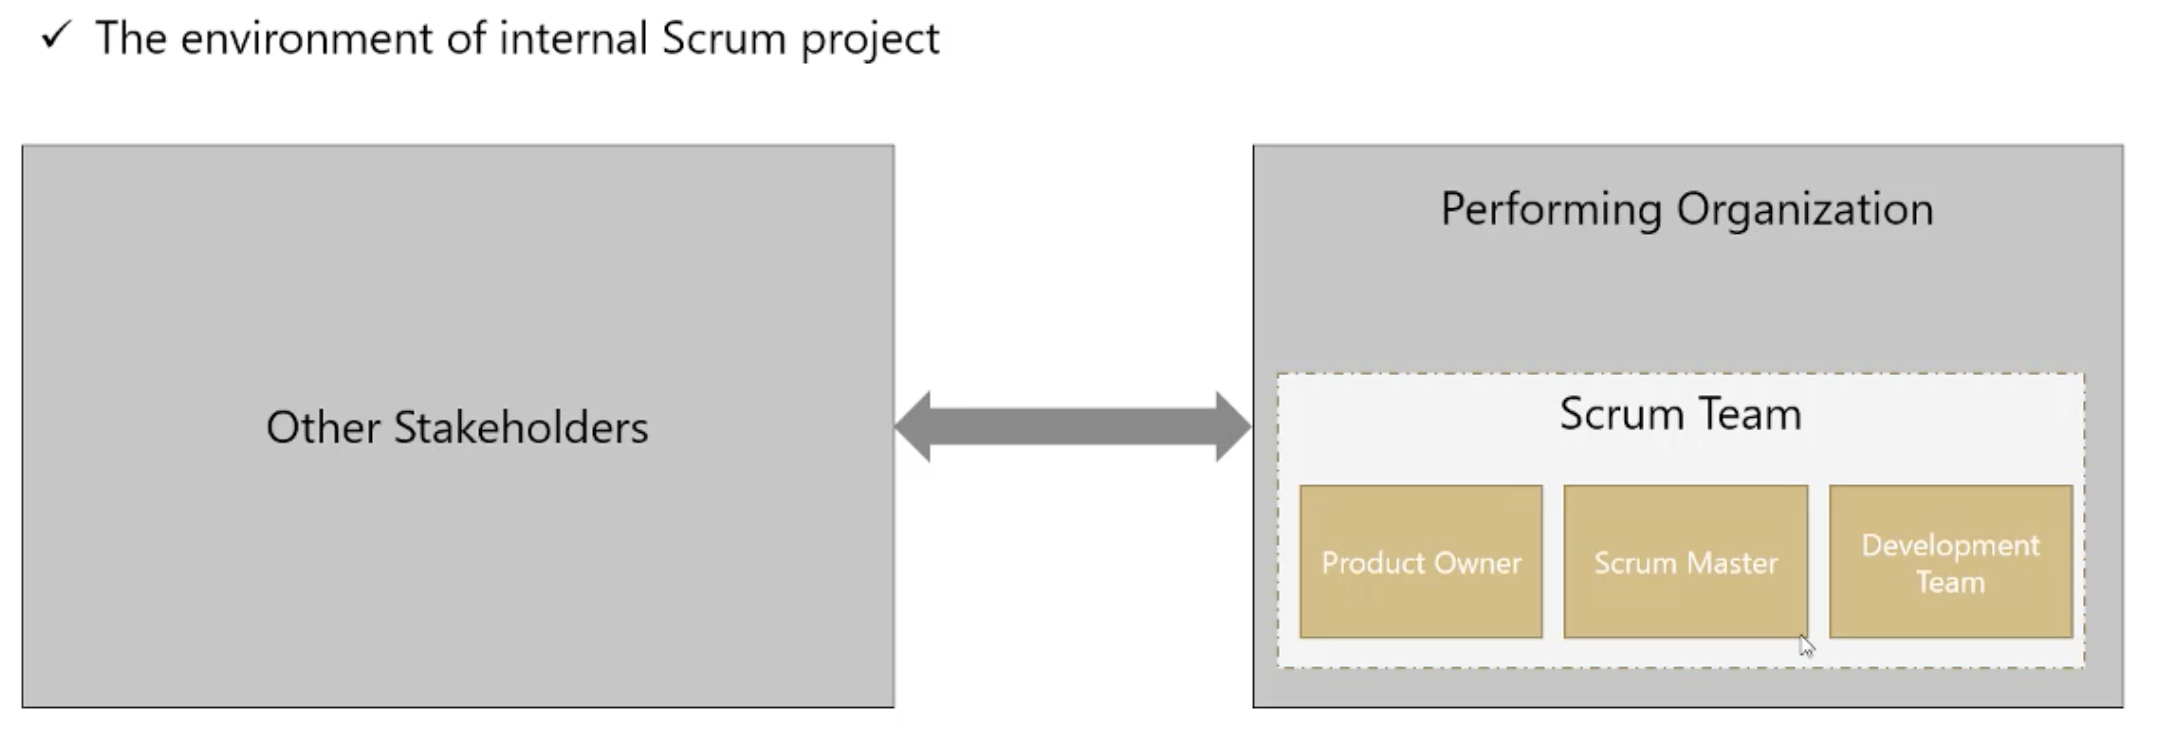 ✓ The environment of internal Scrum project
Other Stakeholders
Performing Organization
Scrum Team
Product Owner
Scrum Master
Development
Team